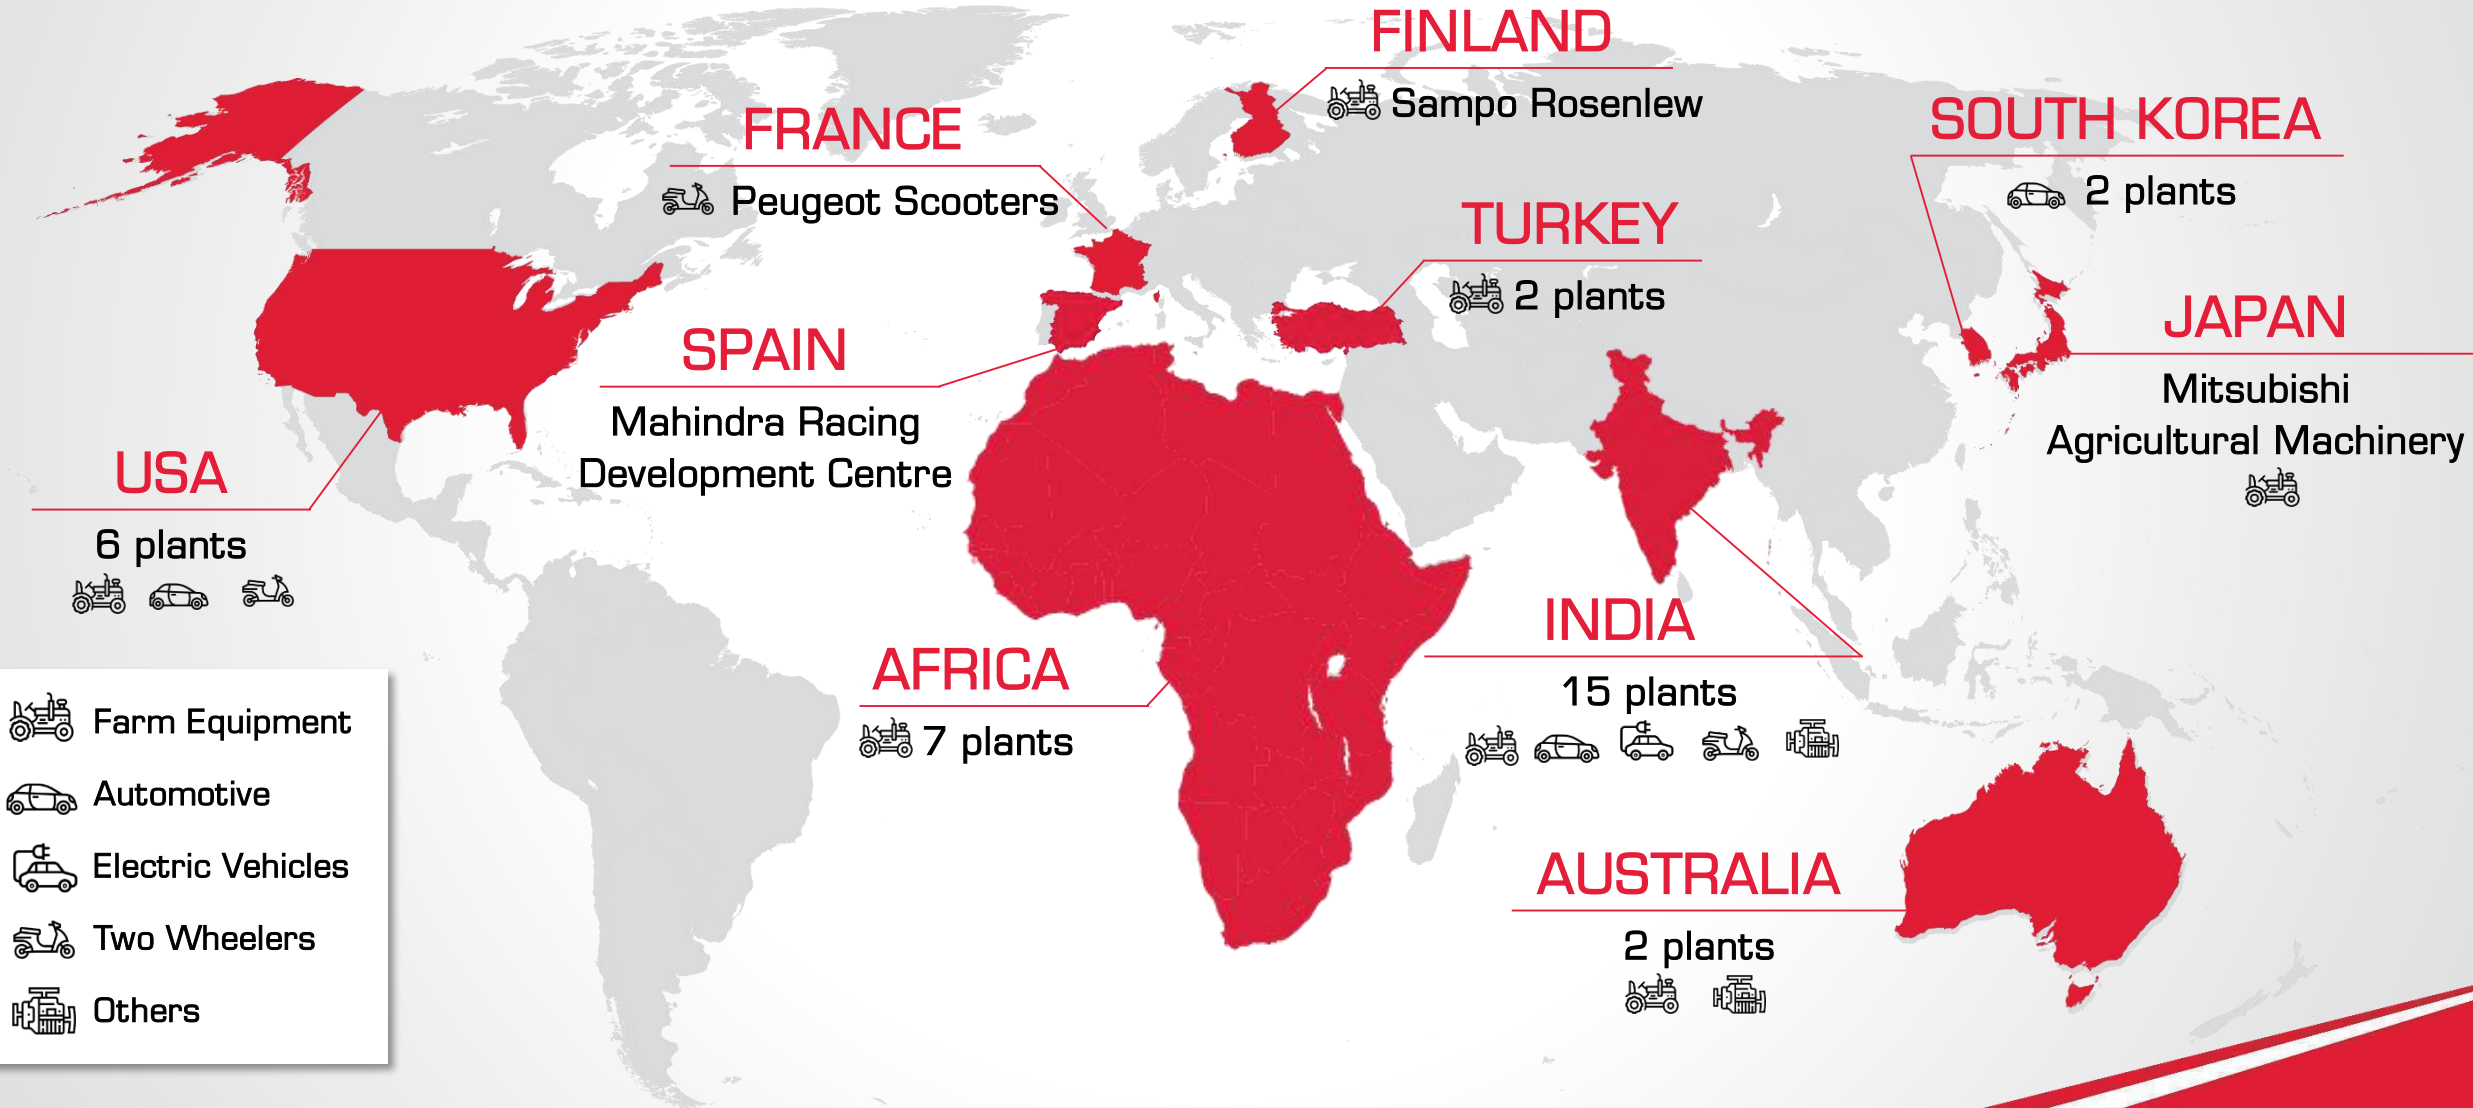 FINLAND
Sampo Rosenlew
FRANCE
Peugeot Scooters
SOUTH KOREA
2 plants
TURKEY
2 plants
JAPAN
Mitsubishi
Agricultural Machinery
SPAIN
Mahindra Racing
Development Centre
USA
6 plants
INDIA
15 plants
AFRICA
7 plants
AUSTRALIA
2 plants
Farm Equipment
Automotive
Electric Vehicles
Two Wheelers
Others